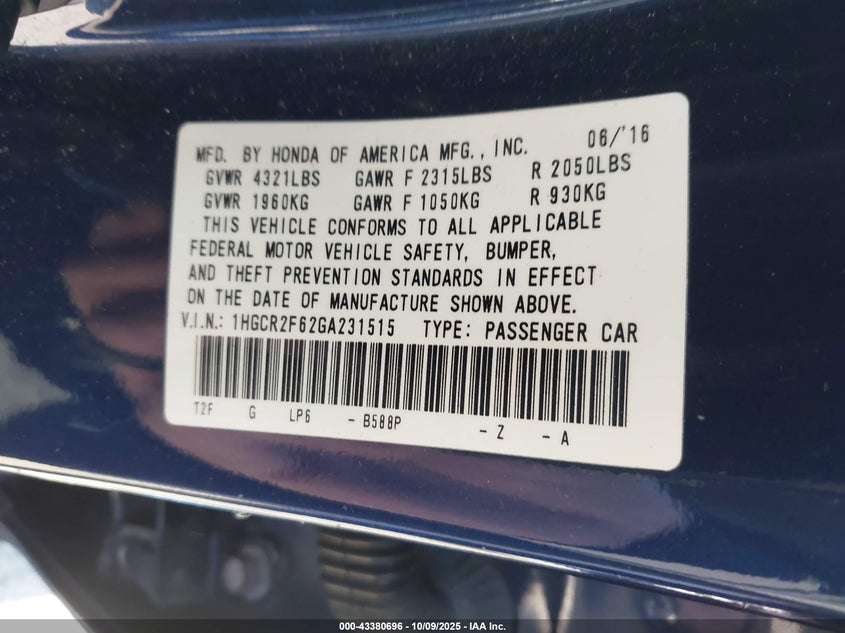 MFD. BY HONDA OF AMERICA MFG., INC. 06/'16
GVWR 4321LBS GAWR F 2315LBS R 2050LBS
GVWR 1960KG GAWR F 1050KG R 930KG
THIS VEHICLE CONFORMS TO ALL APPLICABLE
FEDERAL MOTOR VEHICLE SAFETY, BUMPER,
AND THEFT PREVENTION STANDARDS IN EFFECT
ON THE DATE OF MANUFACTURE SHOWN ABOVE.
V.I.N.: 1HGCR2F62GA231515 TYPE: PASSENGER CAR
T2F G LP6 - B588P - Z - A
000-43380696 - 10/09/2025 - IAA Inc.